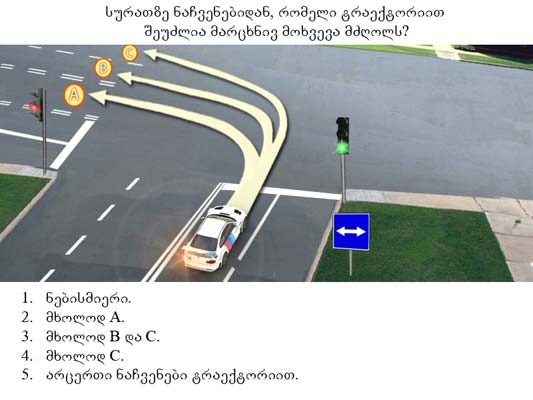 სურათზე ნაჩვენებიდან, რომელი ტრაექტორიით
შეუძლია მარცხნივ მოხვევა მძღოლს?
C
B
A
1. ნებისმიერი.
2. მხოლოდ A.
3. მხოლოდ B და C.
4. მხოლოდ C.
5. არცერთი ნაჩვენები ტრაექტორიით.